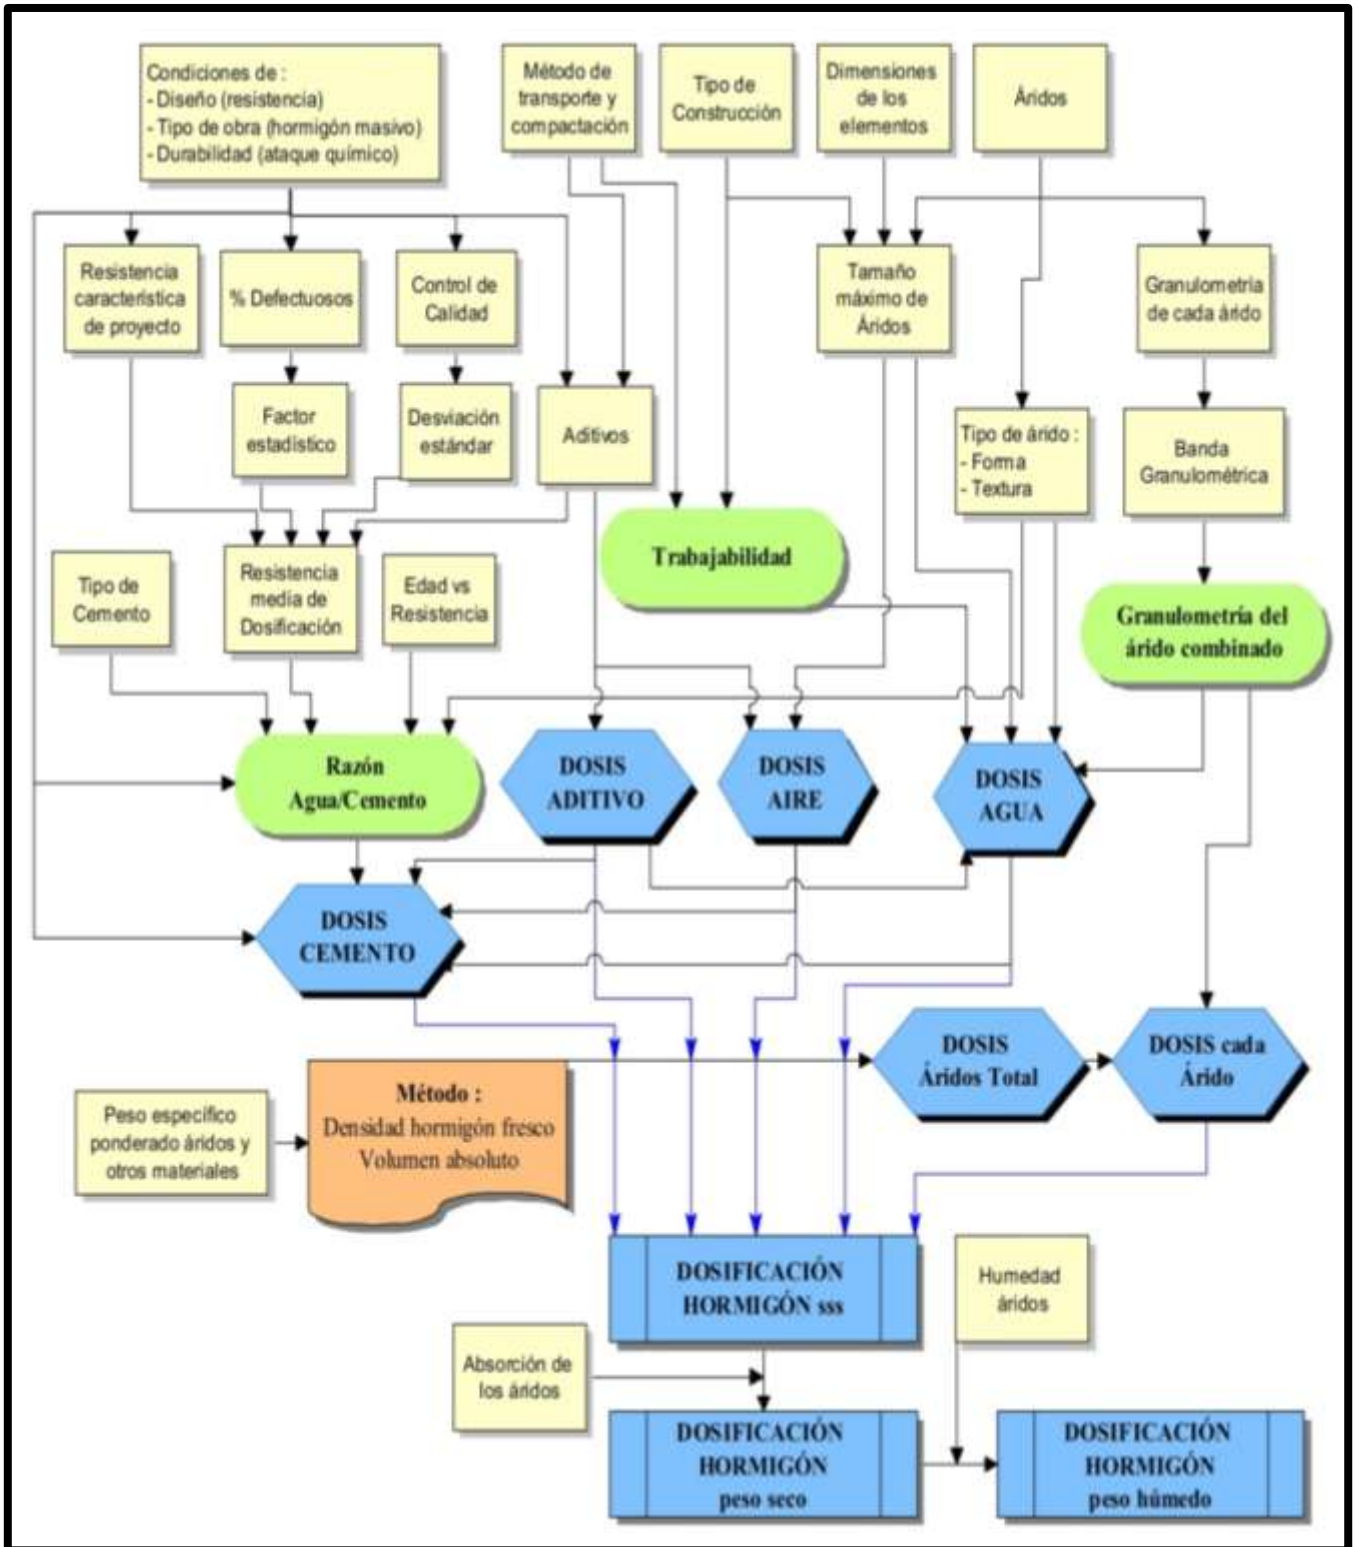 Condiciones de :
- Diseño (resistencia)
- Tipo de obra (hormigón masivo)
- Durabilidad (ataque químico)
Método de
transporte y
compactación
Tipo de
Construcción
Dimensiones
de los
elementos
Áridos
Resistencia
característica
de proyecto
% Defectuosos
Control de
Calidad
Tamaño
máximo de
Áridos
Granulometría
de cada árido
Factor
estadístico
Desviación
estándar
Aditivos
Tipo de árido :
- Forma
- Textura
Banda
Granulométrica
Trabajabilidad
Tipo de
Cemento
Resistencia
media de
Dosificación
Edad vs
Resistencia
Granulometría del
árido combinado
Razón
Agua/Cemento
DOSIS
ADITIVO
DOSIS
AIRE
DOSIS
AGUA
DOSIS
CEMENTO
DOSIS
Áridos Total
DOSIS cada
Árido
Peso específico
ponderado áridos y
otros materiales
Método :
Densidad hormigón fresco
Volumen absoluto
DOSIFICACIÓN
HORMIGÓN sss
Humedad
áridos
Absorción de
los áridos
DOSIFICACIÓN
HORMIGÓN
peso seco
DOSIFICACIÓN
HORMIGÓN
peso húmedo